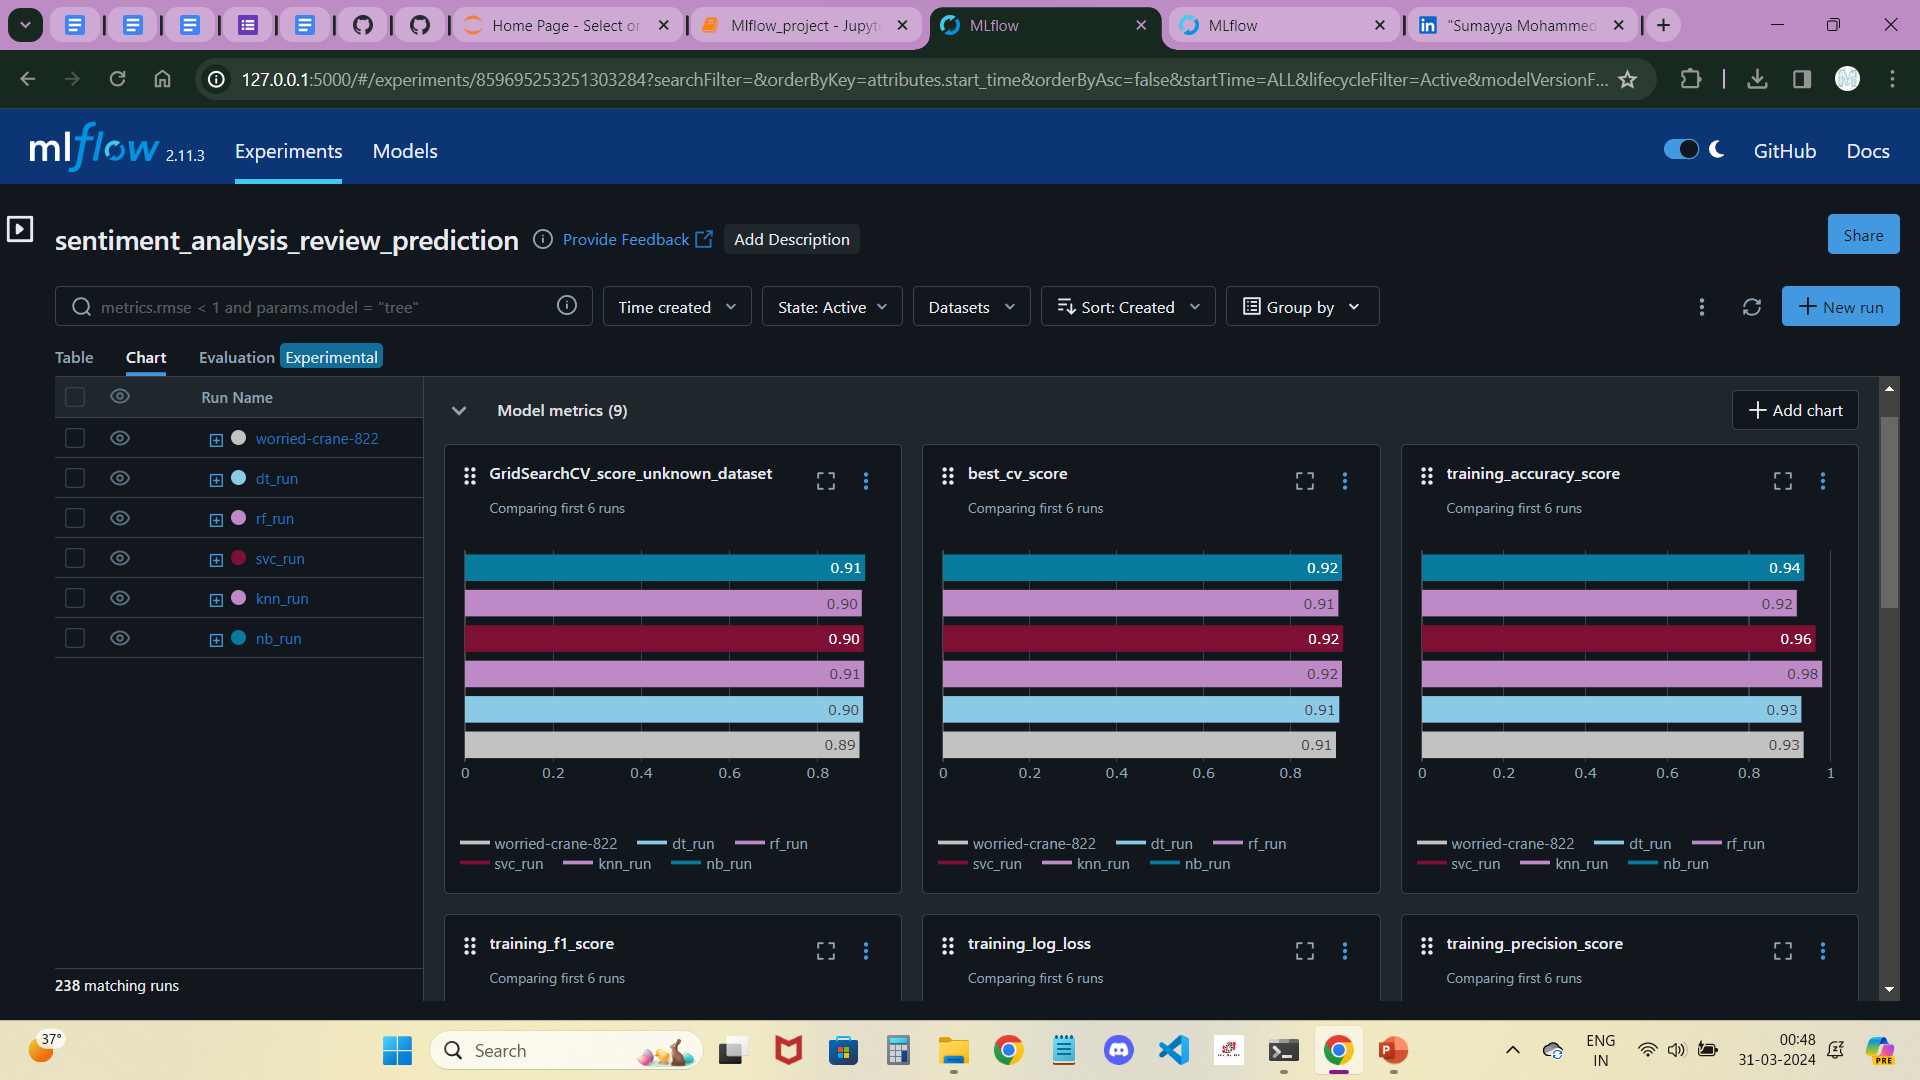 Home Page - Select or
Mlflow_project - Jupyte
MLflow
MLflow
"Sumayya Mohammed
127.0.0.1:5000/#/experiments/859695253251303284?searchFilter=&orderByKey=attributes.start_time&orderByAsc=false&startTime=ALL&lifecycleFilter=Active&modelVersionF...
mlflow 2.11.3
Experiments
Models
GitHub
Docs
sentiment_analysis_review_prediction
Provide Feedback
Add Description
Share
metrics.rmse < 1 and params.model = "tree"
Time created
State: Active
Datasets
Sort: Created
Group by
New run
Table
Chart
Evaluation
Experimental
Run Name
worried-crane-822
dt_run
rf_run
svc_run
knn_run
nb_run
238 matching runs
Model metrics (9)
Add chart
GridSearchCV_score_unknown_dataset
Comparing first 6 runs
0.91
0.90
0.90
0.91
0.90
0.89
0 0.2 0.4 0.6 0.8
worried-crane-822 dt_run rf_run
svc_run knn_run nb_run
best_cv_score
Comparing first 6 runs
0.92
0.91
0.92
0.92
0.91
0.91
0 0.2 0.4 0.6 0.8
worried-crane-822 dt_run rf_run
svc_run knn_run nb_run
training_accuracy_score
Comparing first 6 runs
0.94
0.92
0.96
0.98
0.93
0.93
0 0.2 0.4 0.6 0.8 1
worried-crane-822 dt_run rf_run
svc_run knn_run nb_run
training_f1_score
Comparing first 6 runs
training_log_loss
Comparing first 6 runs
training_precision_score
Comparing first 6 runs
37°
Search
ENG
IN
00:48
31-03-2024
PRE